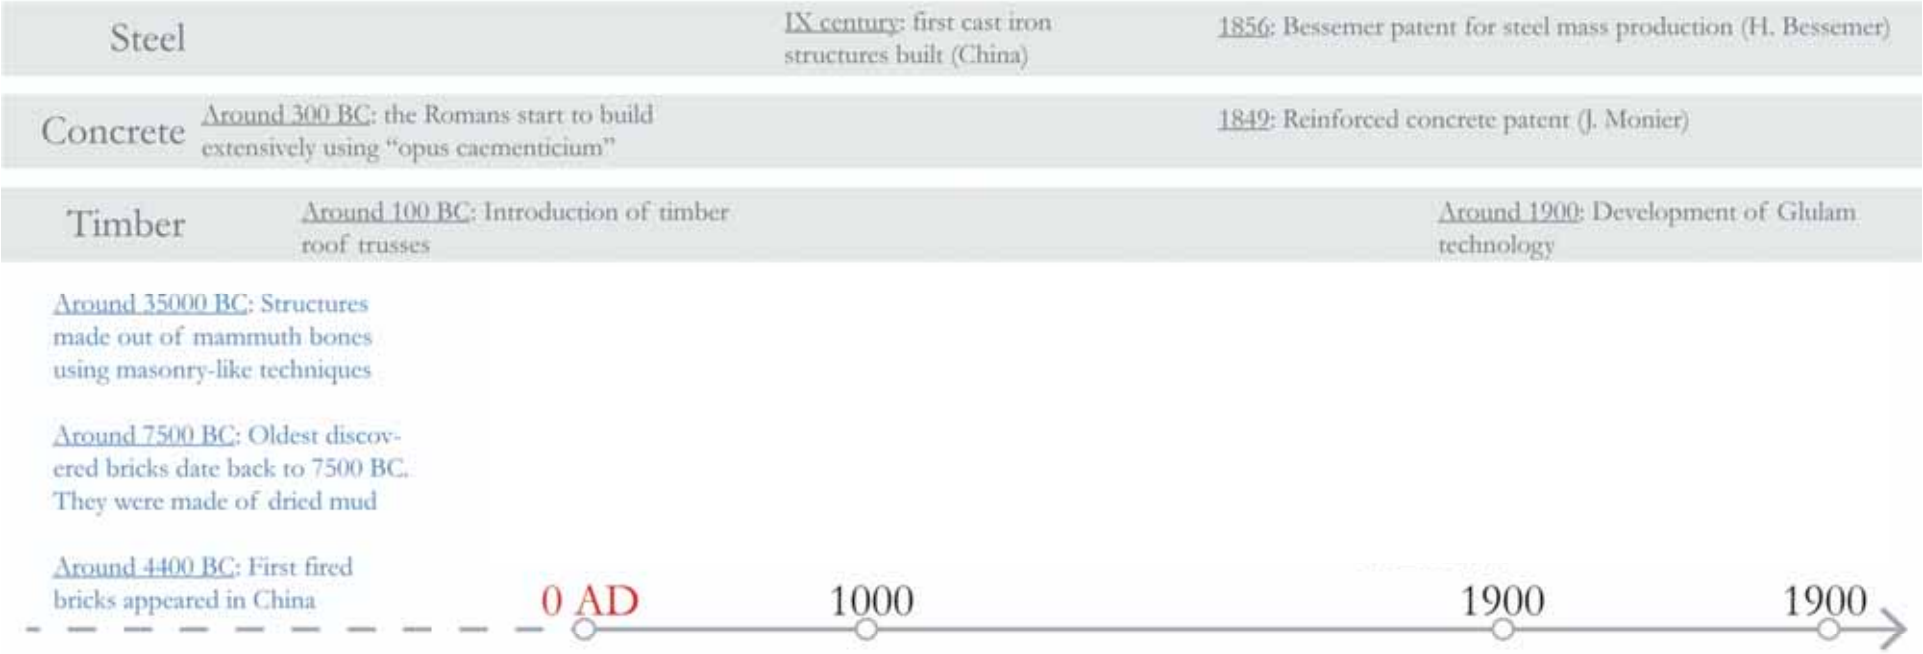 Steel
IX century: first cast iron
structures built (China)
1856: Bessemer patent for steel mass production (H. Bessemer)
Concrete
Around 300 BC: the Romans start to build
extensively using “opus caementicium”
1849: Reinforced concrete patent (J. Monier)
Timber
Around 100 BC: Introduction of timber
roof trusses
Around 1900: Development of Glulam
technology
Around 35000 BC: Structures
made out of mammuth bones
using masonry-like techniques
Around 7500 BC: Oldest discov-
ered bricks date back to 7500 BC.
They were made of dried mud
Around 4400 BC: First fired
bricks appeared in China
0 AD
1000
1900
1900